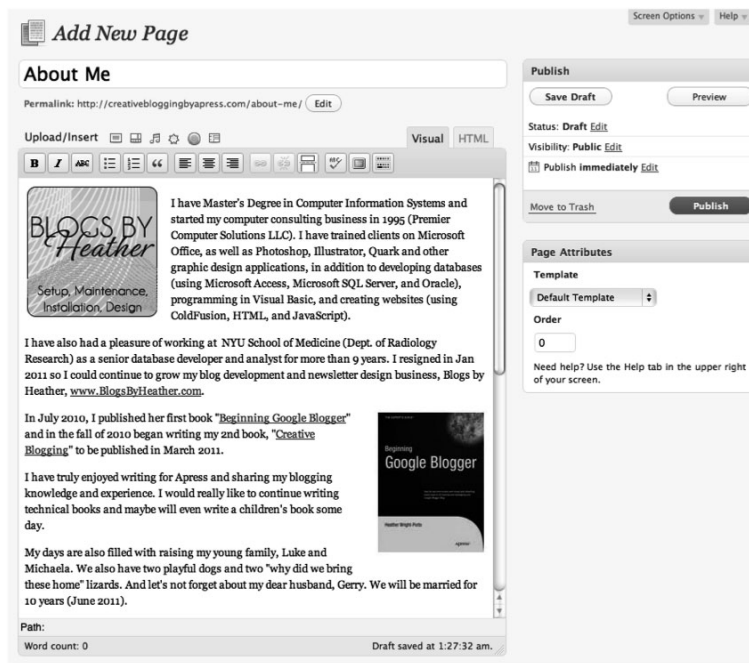 Screen Options Help
Add New Page
About Me
Permalink: http://creativebloggingbyapress.com/about-me/ Edit
Upload/Insert
Visual HTML
B I ABC “ ABC
BLOGS BY
Heather
Setup, Maintenance,
Installation, Design
I have Master's Degree in Computer Information Systems and
started my computer consulting business in 1995 (Premier
Computer Solutions LLC). I have trained clients on Microsoft
Office, as well as Photoshop, Illustrator, Quark and other
graphic design applications, in addition to developing databases
(using Microsoft Access, Microsoft SQL Server, and Oracle),
programming in Visual Basic, and creating websites (using
ColdFusion, HTML, and JavaScript).
I have also had a pleasure of working at NYU School of Medicine (Dept. of Radiology
Research) as a senior database developer and analyst for more than 9 years. I resigned in Jan
2011 so I could continue to grow my blog development and newsletter design business, Blogs by
Heather, www.BlogsByHeather.com.
In July 2010, I published her first book "Beginning Google Blogger"
and in the fall of 2010 began writing my 2nd book, "Creative
Blogging" to be published in March 2011.
I have truly enjoyed writing for Apress and sharing my blogging
knowledge and experience. I would really like to continue writing
technical books and maybe will even write a children's book some
day.
My days are also filled with raising my young family, Luke and
Michaela. We also have two playful dogs and two "why did we bring
these home" lizards. And let's not forget about my dear husband, Gerry. We will be married for
10 years (June 2011).
Beginning
Google Blogger
Heather Wright-Porto
Apress
Path:
Word count: 0 Draft saved at 1:27:32 am.
Publish
Save Draft Preview
Status: Draft Edit
Visibility: Public Edit
Publish immediately Edit
Move to Trash Publish
Page Attributes
Template
Default Template
Order
0
Need help? Use the Help tab in the upper right
of your screen.